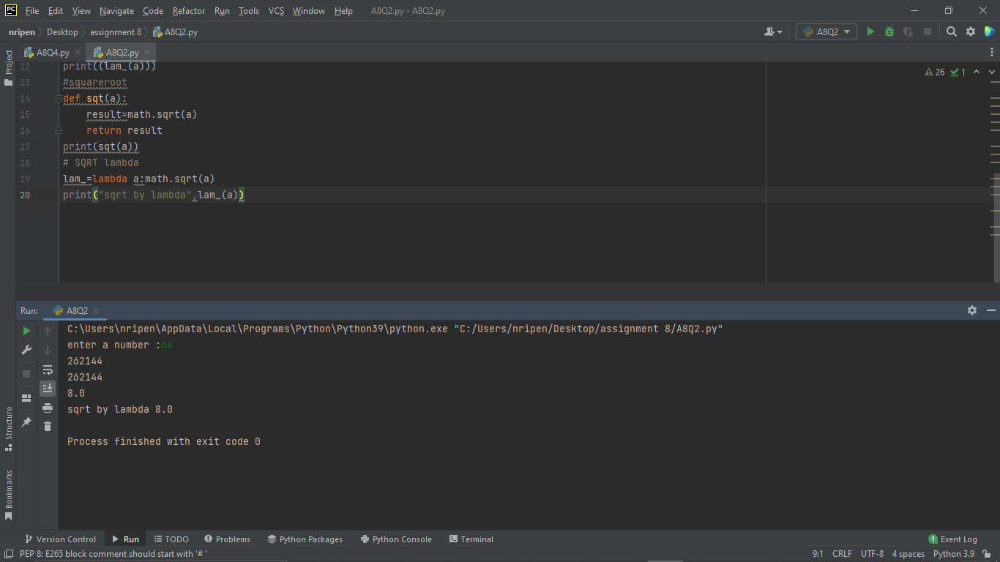 PC File Edit View Navigate Code Refactor Run Tools VCS Window Help A8Q2.py - A8Q2.py
nripen Desktop assignment 8 A8Q2.py A8Q2
Project
A8Q4.py A8Q2.py
12 print((lam_(a)))
26 1
13 #squareroot
14 def sqt(a):
15 result=math.sqrt(a)
16 return result
17 print(sqt(a))
18 # SQRT lambda
19 lam_=lambda a:math.sqrt(a)
20 print("sqrt by lambda",lam_(a))
Run: A8Q2
C:\Users\nripen\AppData\Local\Programs\Python\Python39\python.exe "C:/Users/nripen/Desktop/assignment 8/A8Q2.py"
enter a number :64
262144
262144
8.0
sqrt by lambda 8.0
Process finished with exit code 0
Structure
Bookmarks
Version Control Run TODO Problems Python Packages Python Console Terminal 1 Event Log
PEP 8: E265 block comment should start with '# ' 9:1 CRLF UTF-8 4 spaces Python 3.9